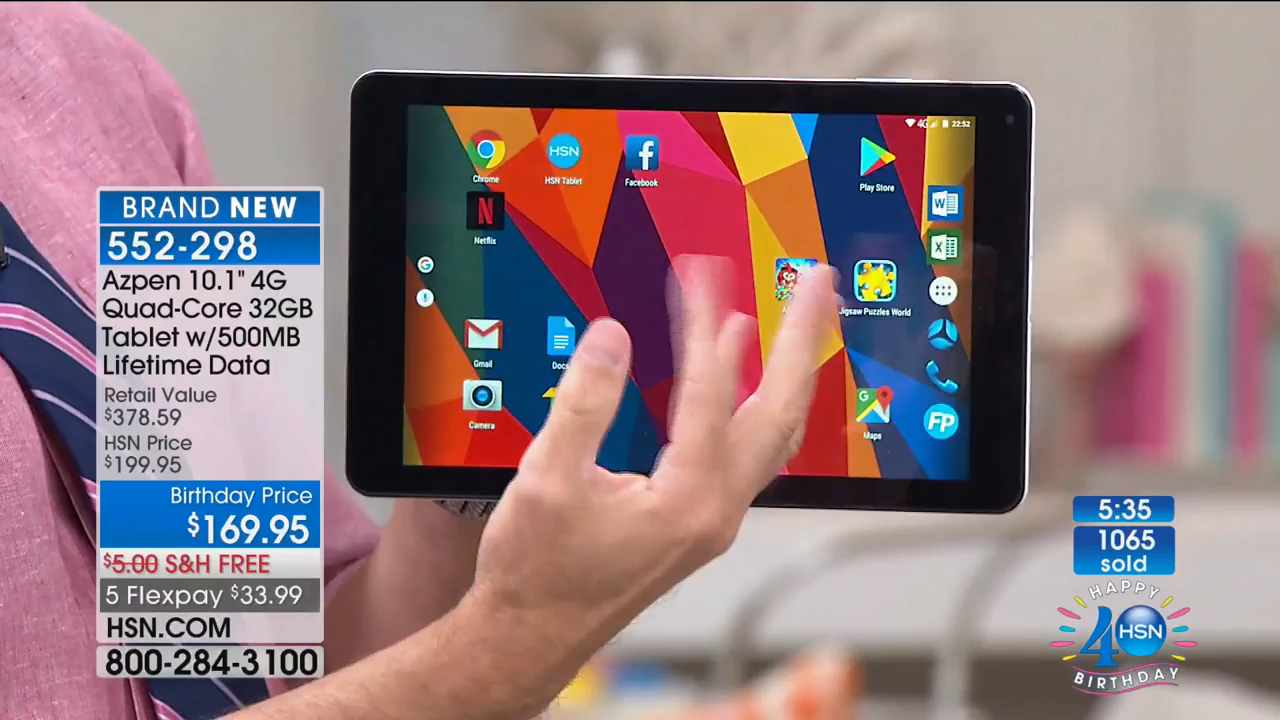 BRAND NEW
552-298
Azpen 10.1" 4G
Quad-Core 32GB
Tablet w/500MB
Lifetime Data
Retail Value
$378.59
HSN Price
$199.95
Birthday Price
$169.95
$5.00 S&H FREE
5 Flexpay $33.99
HSN.COM
800-284-3100
4G 22:52
Chrome
HSN
HSN Tablet
f
Facebook
Play Store
N
Netflix
W
X
G
Jigsaw Puzzles World
Gmail
Docs
Camera
G
Maps
FP
5:35
1065
sold
HAPPY
40
HSN
BIRTHDAY